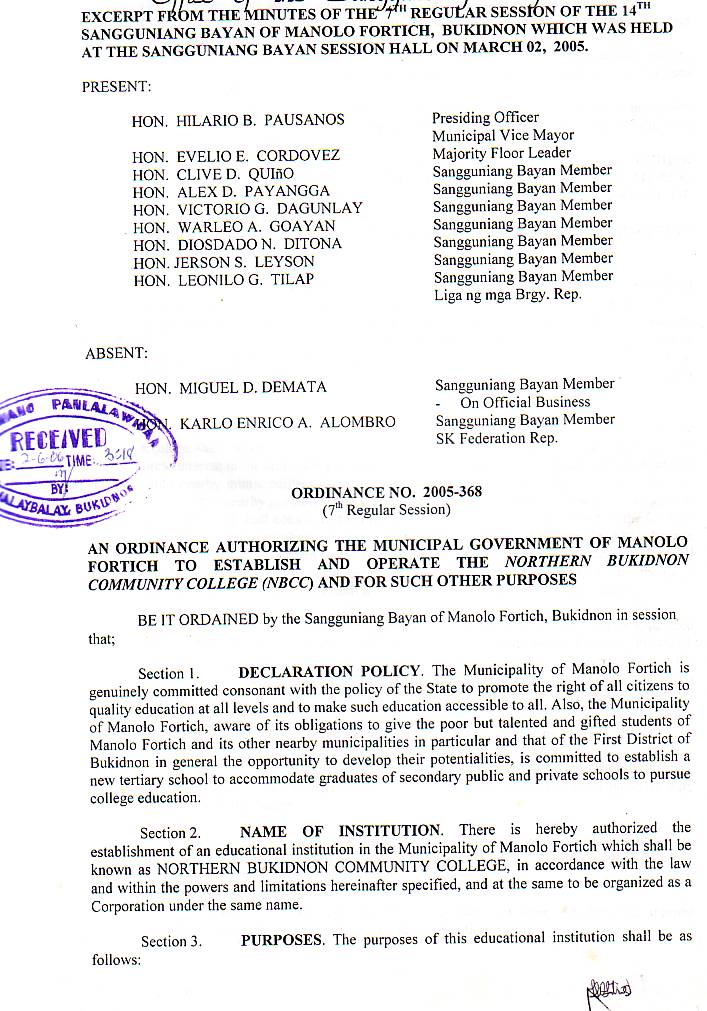 Office of the Sanggu
EXCERPT FROM THE MINUTES OF THE 7TH REGULAR SESSION OF THE 14TH
SANGGUNIANG BAYAN OF MANOLO FORTICH, BUKIDNON WHICH WAS HELD
AT THE SANGGUNIANG BAYAN SESSION HALL ON MARCH 02, 2005.
PRESENT:
HON. HILARIO B. PAUSANOS Presiding Officer
Municipal Vice Mayor
HON. EVELIO E. CORDOVEZ Majority Floor Leader
HON. CLIVE D. QUIñO Sangguniang Bayan Member
HON. ALEX D. PAYANGGA Sangguniang Bayan Member
HON. VICTORIO G. DAGUNLAY Sangguniang Bayan Member
HON. WARLEO A. GOAYAN Sangguniang Bayan Member
HON. DIOSDADO N. DITONA Sangguniang Bayan Member
HON. JERSON S. LEYSON Sangguniang Bayan Member
HON. LEONILO G. TILAP Sangguniang Bayan Member
Liga ng mga Brgy. Rep.
ABSENT:
HON. MIGUEL D. DEMATA Sangguniang Bayan Member
- On Official Business
HON. KARLO ENRICO A. ALOMBRO Sangguniang Bayan Member
SK Federation Rep.
PANLALAWIGAN
RECEIVED
2-6-06 TIME: 3:18
BY:
MALAYBALAY, BUKIDNON
ORDINANCE NO. 2005-368
(7th Regular Session)
AN ORDINANCE AUTHORIZING THE MUNICIPAL GOVERNMENT OF MANOLO
FORTICH TO ESTABLISH AND OPERATE THE NORTHERN BUKIDNON
COMMUNITY COLLEGE (NBCC) AND FOR SUCH OTHER PURPOSES
BE IT ORDAINED by the Sangguniang Bayan of Manolo Fortich, Bukidnon in session
that;
Section 1. DECLARATION POLICY. The Municipality of Manolo Fortich is
genuinely committed consonant with the policy of the State to promote the right of all citizens to
quality education at all levels and to make such education accessible to all. Also, the Municipality
of Manolo Fortich, aware of its obligations to give the poor but talented and gifted students of
Manolo Fortich and its other nearby municipalities in particular and that of the First District of
Bukidnon in general the opportunity to develop their potentialities, is committed to establish a
new tertiary school to accommodate graduates of secondary public and private schools to pursue
college education.
Section 2. NAME OF INSTITUTION. There is hereby authorized the
establishment of an educational institution in the Municipality of Manolo Fortich which shall be
known as NORTHERN BUKIDNON COMMUNITY COLLEGE, in accordance with the law
and within the powers and limitations hereinafter specified, and at the same to be organized as a
Corporation under the same name.
Section 3. PURPOSES. The purposes of this educational institution shall be as
follows: